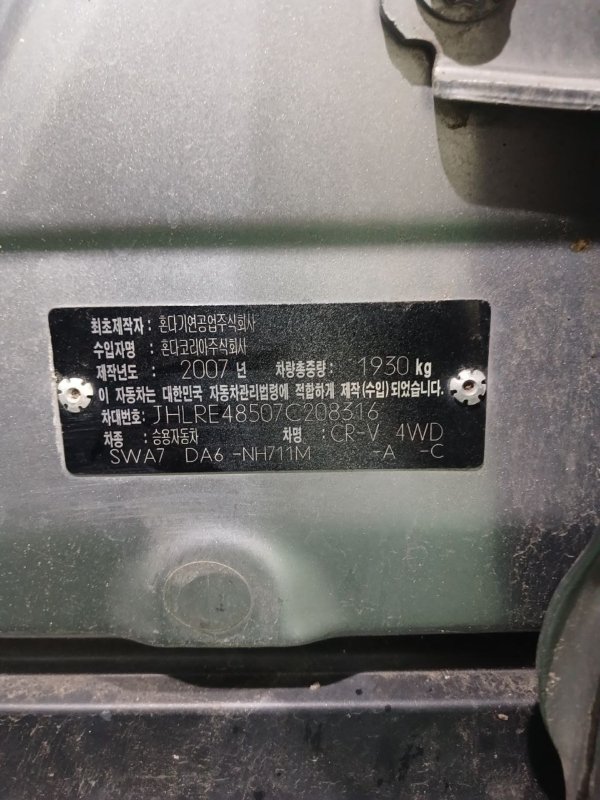 최초제작자 : 혼다기연공업주식회사
수입자명 : 혼다코리아주식회사
제작년도 : 2007 년 차량총중량 : 1930 kg
이 자동차는 대한민국 자동차관리법령에 적합하게 제작(수입)되었습니다.
차대번호: JHLRE48507C208316
차종 : 승용자동차 차명 : CR-V 4WD
SWA7 DA6 -NH711M -A -C